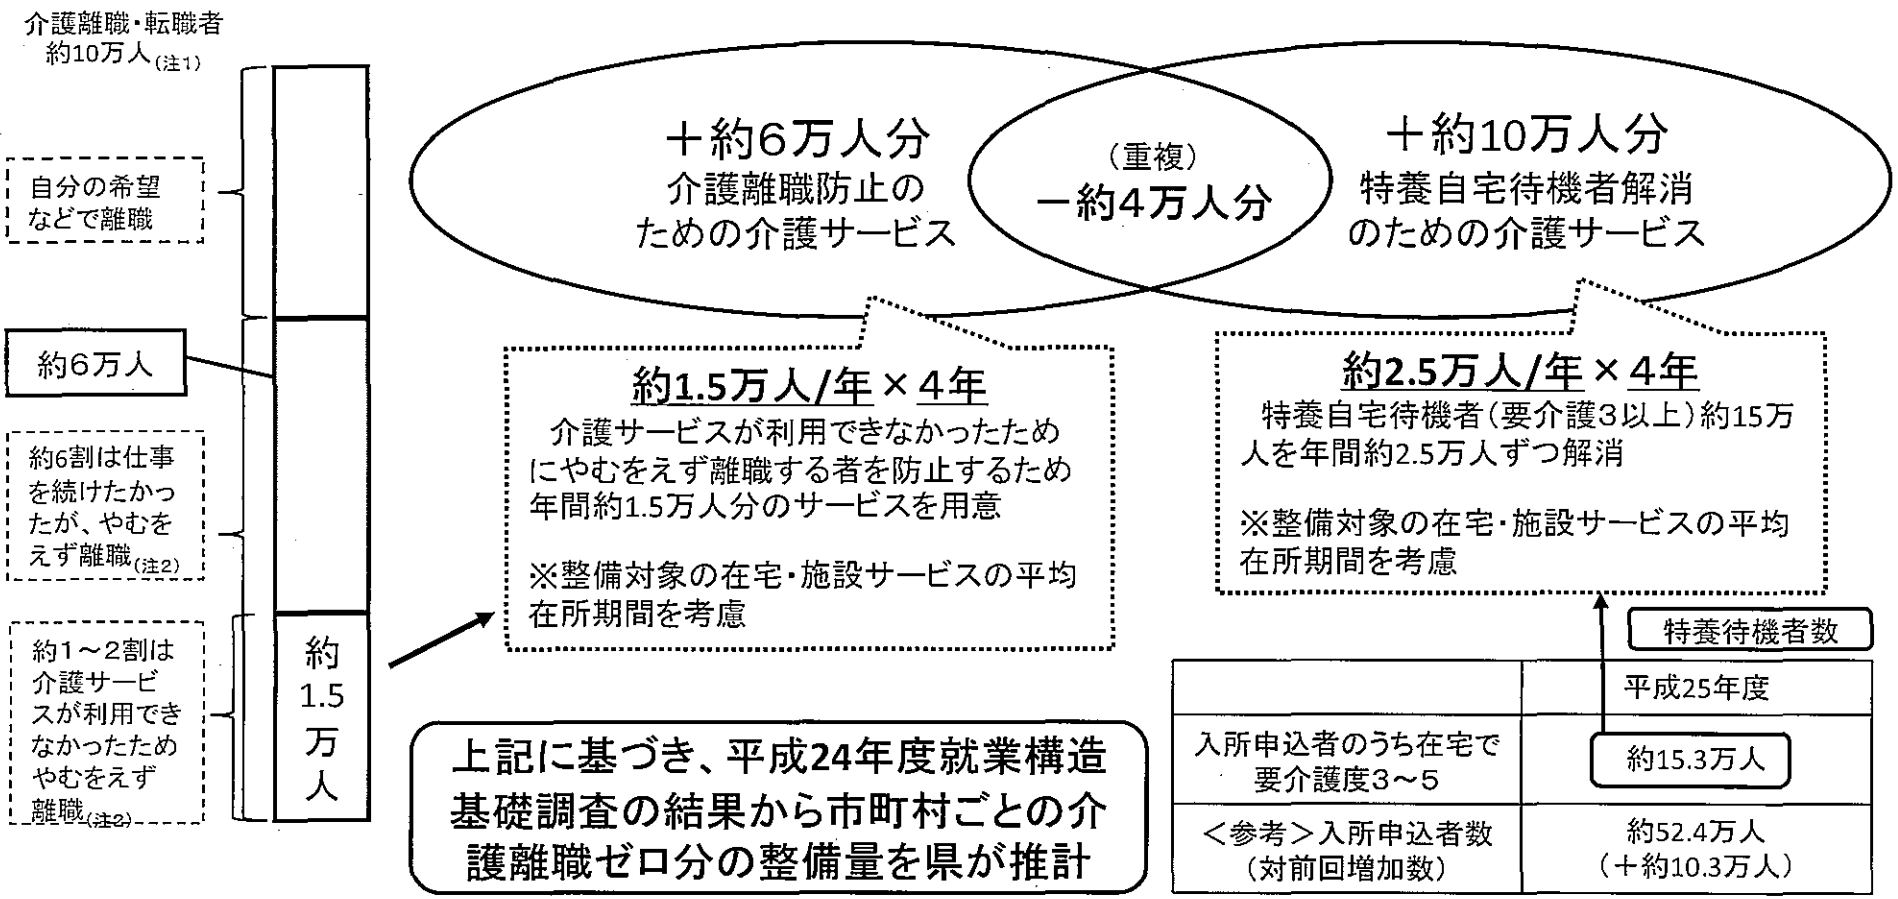 介護離職・転職者
約10万人(注1)
自分の希望
などで離職
約６万人
約6割は仕事
を続けたかっ
たが、やむを
えず離職(注2)
約１～２割は
介護サービ
スが利用でき
なかったため
やむをえず
離職(注2)
約
1.5
万
人
＋約６万人分
介護離職防止の
ための介護サービス
（重複）
－約４万人分
＋約10万人分
特養自宅待機者解消
のための介護サービス
約1.5万人/年 × ４年
介護サービスが利用できなかったため
にやむをえず離職する者を防止するため
年間約1.5万人分のサービスを用意
※整備対象の在宅・施設サービスの平均
在所期間を考慮
約2.5万人/年 × ４年
特養自宅待機者（要介護３以上）約15万
人を年間約2.5万人ずつ解消
※整備対象の在宅・施設サービスの平均
在所期間を考慮
上記に基づき、平成24年度就業構造
基礎調査の結果から市町村ごとの介
護離職ゼロ分の整備量を県が推計
特養待機者数
平成25年度
入所申込者のうち在宅で
要介護度３～５
約15.3万人
＜参考＞入所申込者数
（対前回増加数）
約52.4万人
（＋約10.3万人）